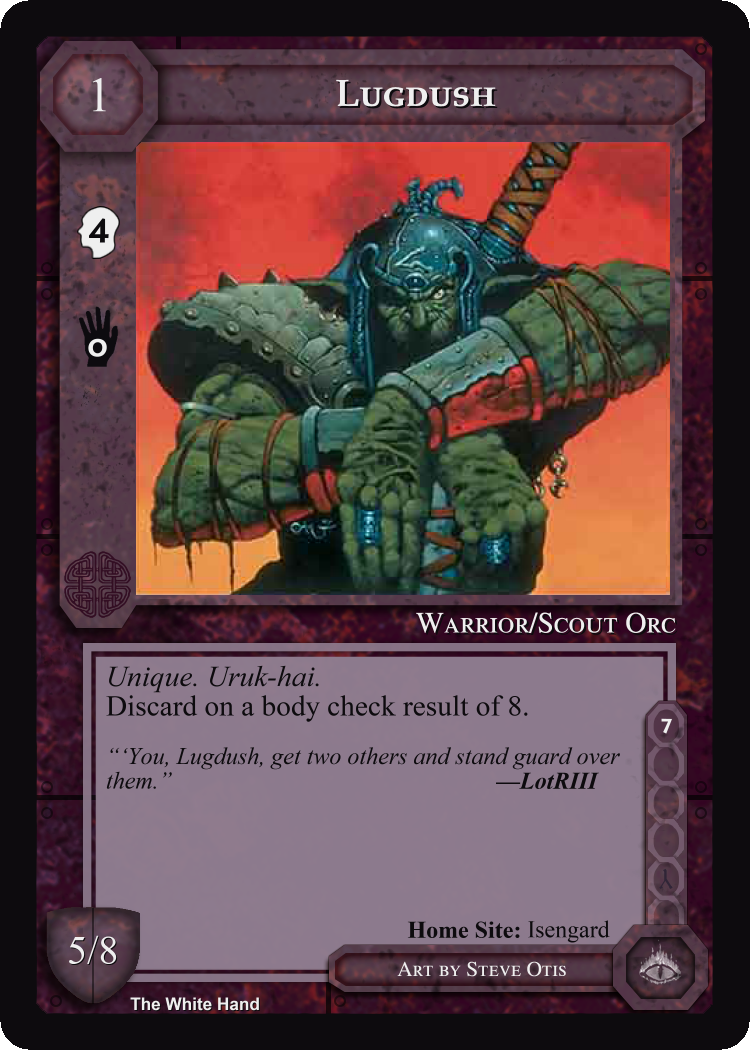 1
LUGDUSH
4
0
WARRIOR/SCOUT ORC
Unique. Uruk-hai.
Discard on a body check result of 8.
“‘You, Lugdush, get two others and stand guard over
them.” —LotRIII
7
Home Site: Isengard
5/8
ART BY STEVE OTIS
The White Hand